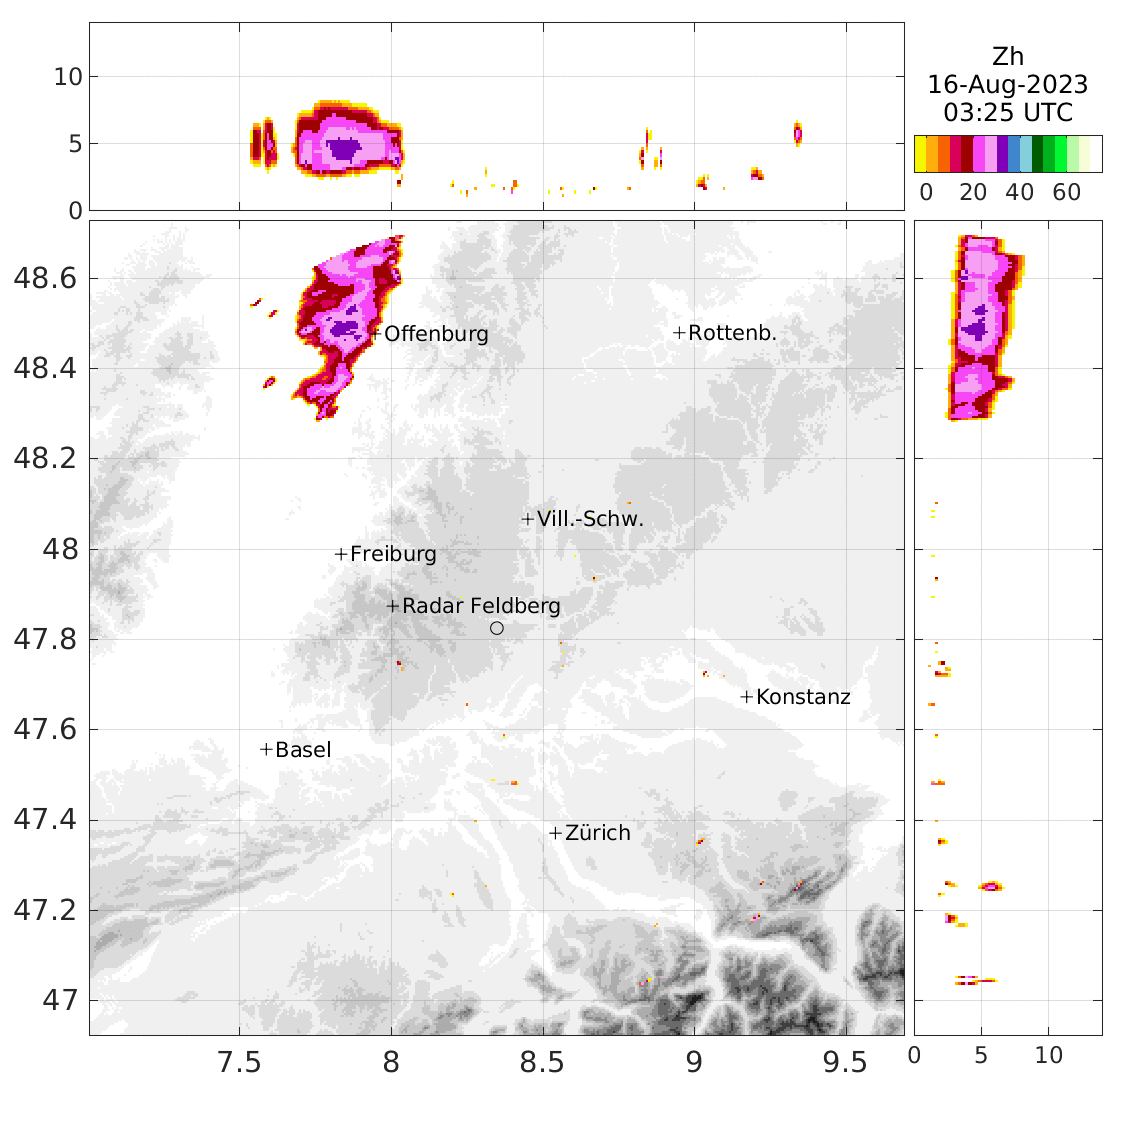 Zh
16-Aug-2023
03:25 UTC
0 20 40 60
10
5
0
48.6
48.4
48.2
48
47.8
47.6
47.4
47.2
47
Offenburg
Rottenb.
Vill.-Schw.
Freiburg
Radar Feldberg
Konstanz
Basel
Zürich
7.5 8 8.5 9 9.5
0 5 10